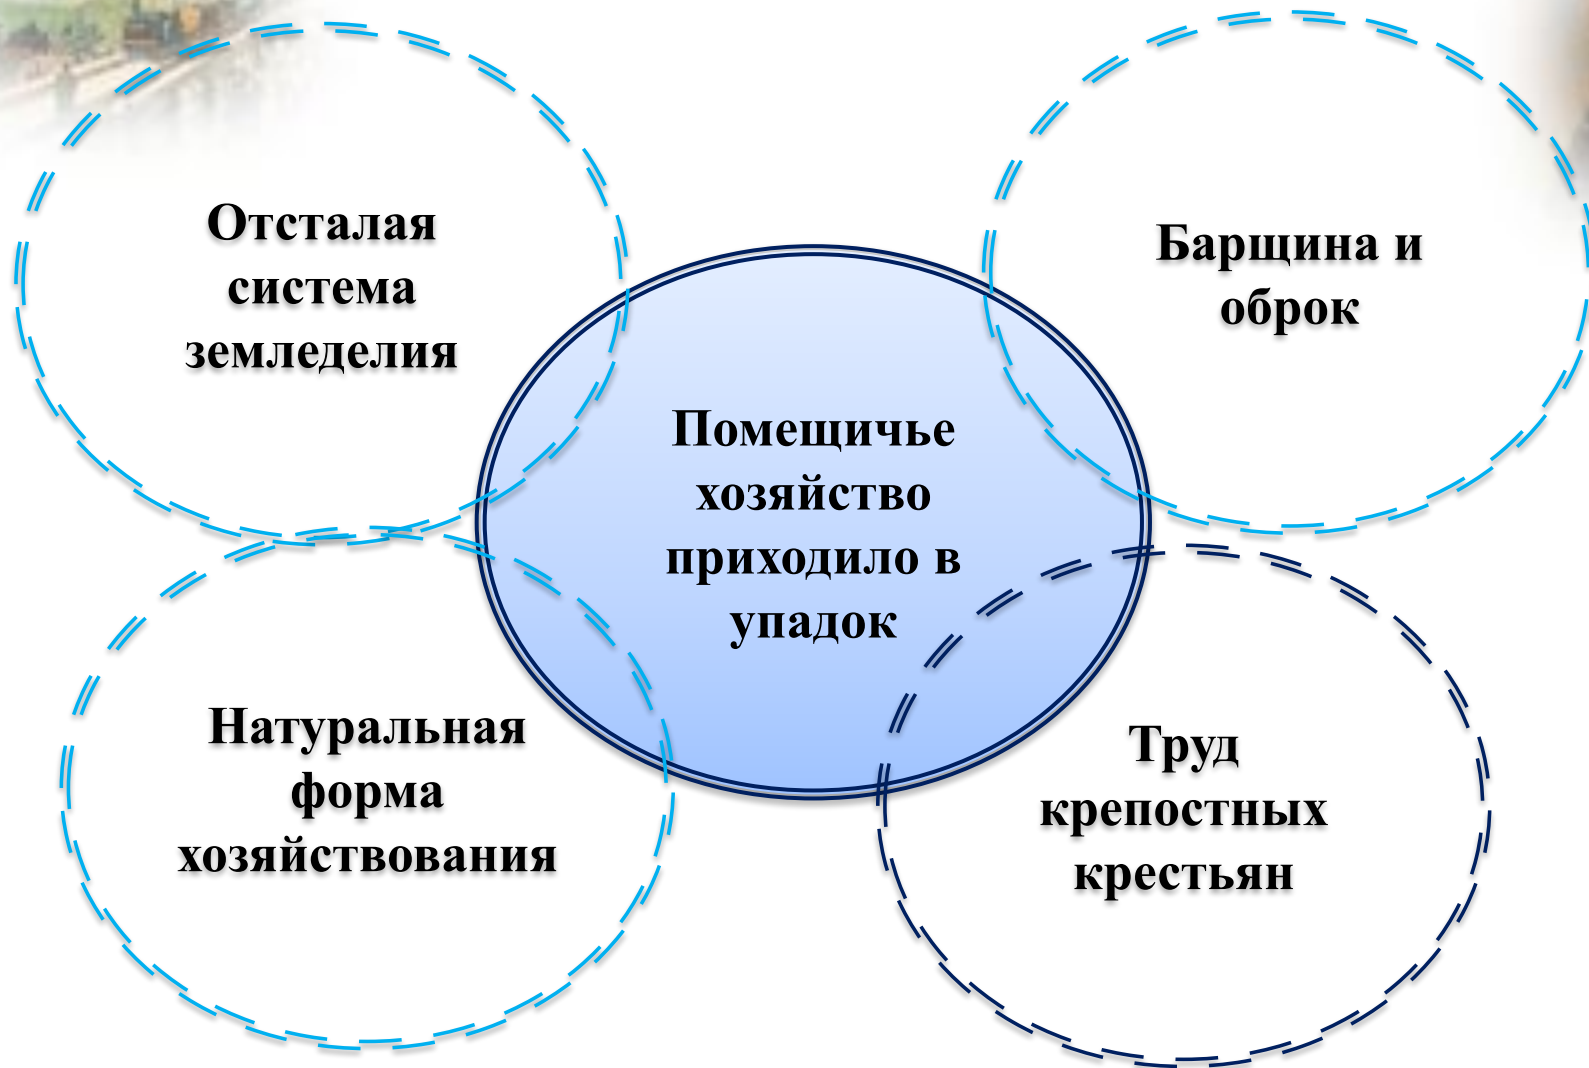 Отсталая
система
земледелия
Барщина и
оброк
Помещичье
хозяйство
приходило в
упадок
Натуральная
форма
хозяйствования
Труд
крепостных
крестьян